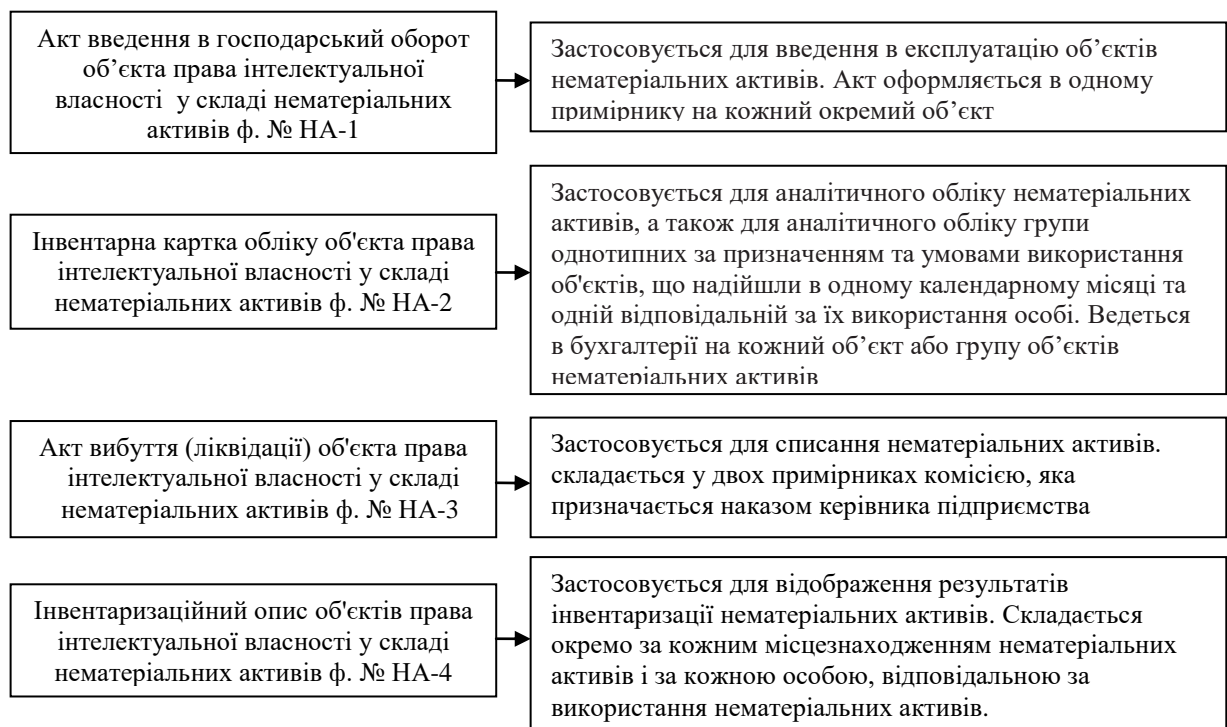 Акт введення в господарський оборот
об’єкта права інтелектуальної
власності у складі нематеріальних
активів ф. № НА-1
Застосовується для введення в експлуатацію об’єктів
нематеріальних активів. Акт оформляється в одному
примірнику на кожний окремий об’єкт
Інвентарна картка обліку об'єкта права
інтелектуальної власності у складі
нематеріальних активів ф. № НА-2
Застосовується для аналітичного обліку нематеріальних
активів, а також для аналітичного обліку групи
однотипних за призначенням та умовами використання
об'єктів, що надійшли в одному календарному місяці та
одній відповідальній за їх використання особі. Ведеться
в бухгалтерії на кожний об’єкт або групу об’єктів
нематеріальних активів
Акт вибуття (ліквідації) об'єкта права
інтелектуальної власності у складі
нематеріальних активів ф. № НА-3
Застосовується для списання нематеріальних активів.
складається у двох примірниках комісією, яка
призначається наказом керівника підприємства
Інвентаризаційний опис об'єктів права
інтелектуальної власності у складі
нематеріальних активів ф. № НА-4
Застосовується для відображення результатів
інвентаризації нематеріальних активів. Складається
окремо за кожним місцезнаходженням нематеріальних
активів і за кожною особою, відповідальною за
використання нематеріальних активів.